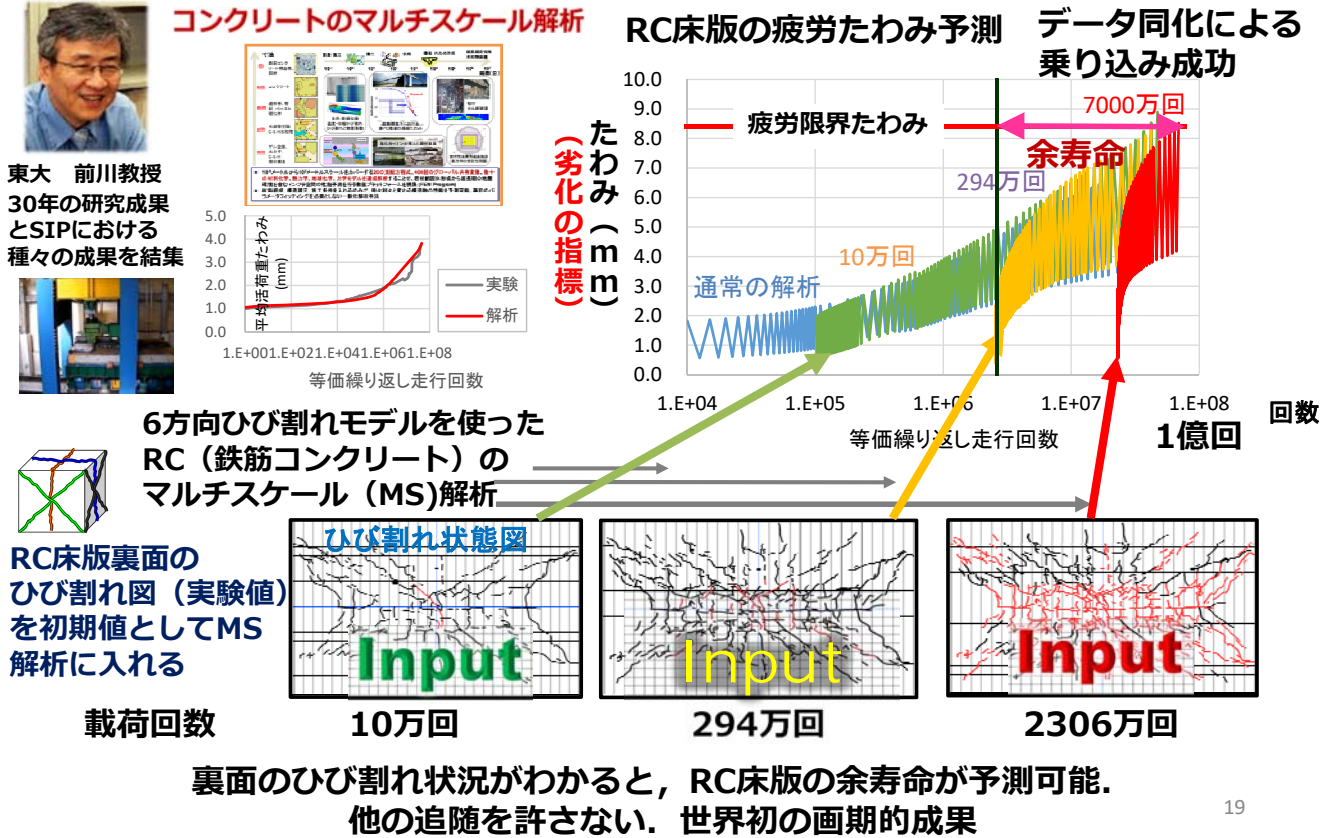 コンクリートのマルチスケール解析
東大　前川教授
30年の研究成果
とSIPにおける
種々の成果を結集
5.0
4.0
3.0
2.0
1.0
0.0
平均活荷重たわみ
(mm)
実験
解析
1.E+001.E+021.E+041.E+061.E+08
等価繰り返し走行回数
RC床版の疲労たわみ予測
データ同化による
乗り込み成功
10.0
9.0
8.0
7.0
6.0
5.0
4.0
3.0
2.0
1.0
0.0
たわみ（mm）
（劣化の指標）
疲労限界たわみ
7000万回
余寿命
294万回
10万回
通常の解析
1.E+04
1.E+05
1.E+06
1.E+07
1.E+08
回数
等価繰り返し走行回数
1億回
6方向ひび割れモデルを使った
RC（鉄筋コンクリート）の
マルチスケール（MS)解析
RC床版裏面の
ひび割れ図（実験値）
を初期値としてMS
解析に入れる
ひび割れ状態図
Input
Input
Input
載荷回数
10万回
294万回
2306万回
裏面のひび割れ状況がわかると，RC床版の余寿命が予測可能．
他の追随を許さない．世界初の画期的成果
19